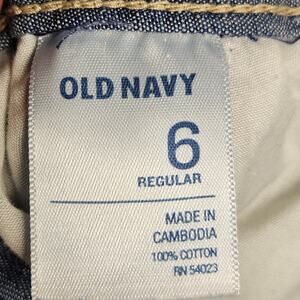 OLD NAVY
6
REGULAR
MADE IN
CAMBODIA
100% COTTON
RN 54023